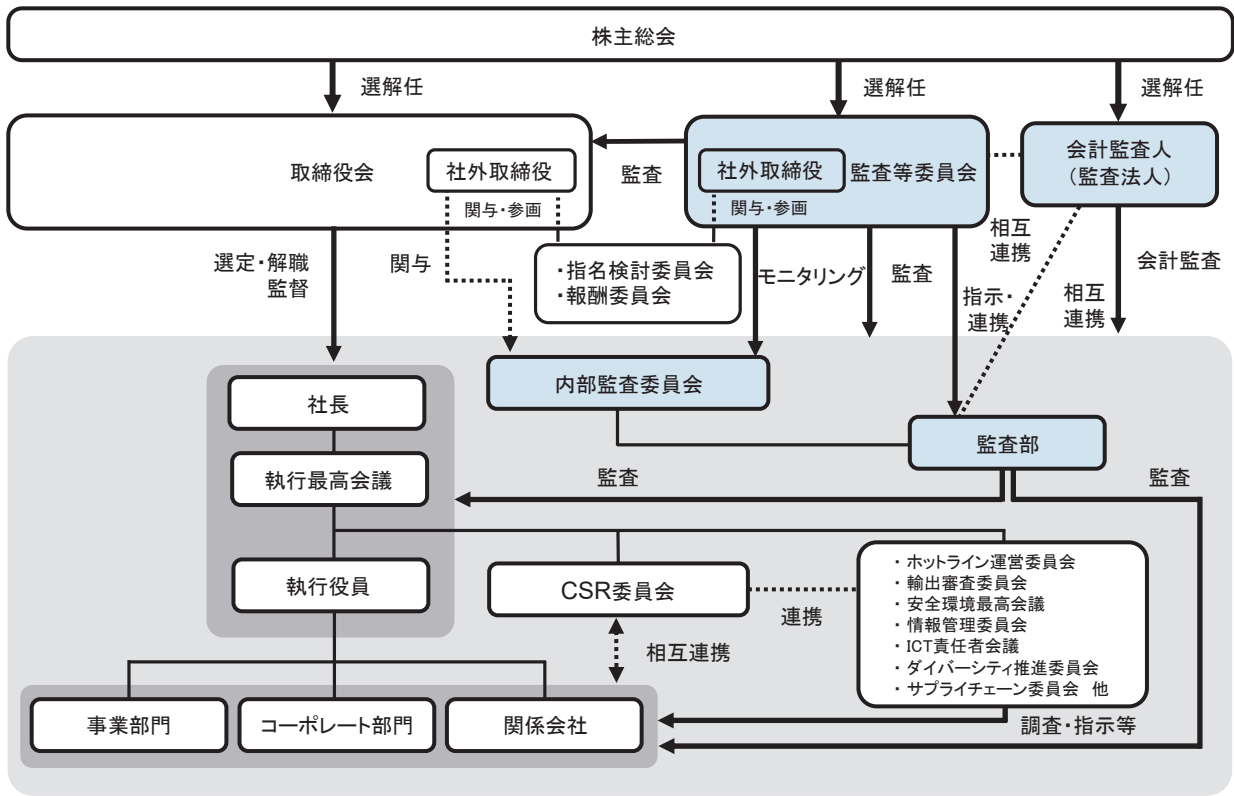 株主総会
選解任
選解任
選解任
取締役会
社外取締役
関与・参画
監査
社外取締役
監査等委員会
関与・参画
会計監査人
(監査法人)
選定・解職
監督
関与
・指名検討委員会
・報酬委員会
モニタリング
監査
相互
連携
指示・
連携
相互
連携
会計監査
社長
内部監査委員会
監査部
執行最高会議
監査
監査
執行役員
CSR委員会
連携
・ホットライン運営委員会
・輸出審査委員会
・安全環境最高会議
・情報管理委員会
・ICT責任者会議
・ダイバーシティ推進委員会
・サプライチェーン委員会 他
相互連携
事業部門
コーポレート部門
関係会社
調査・指示等